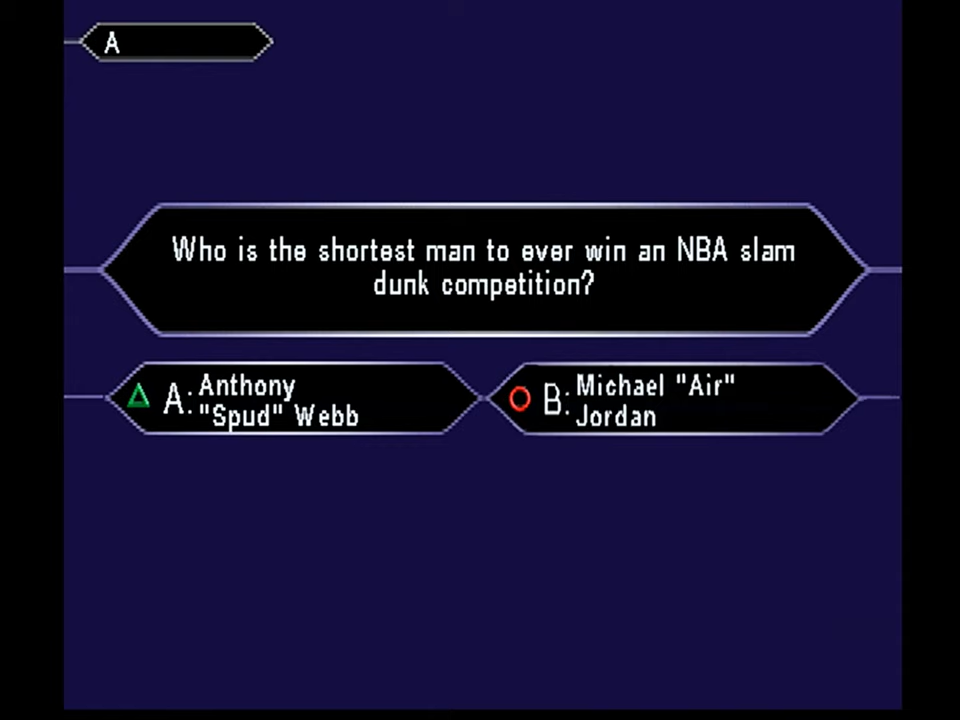 A
Who is the shortest man to ever win an NBA slam
dunk competition?
A: Anthony
"Spud" Webb
B: Michael "Air"
Jordan